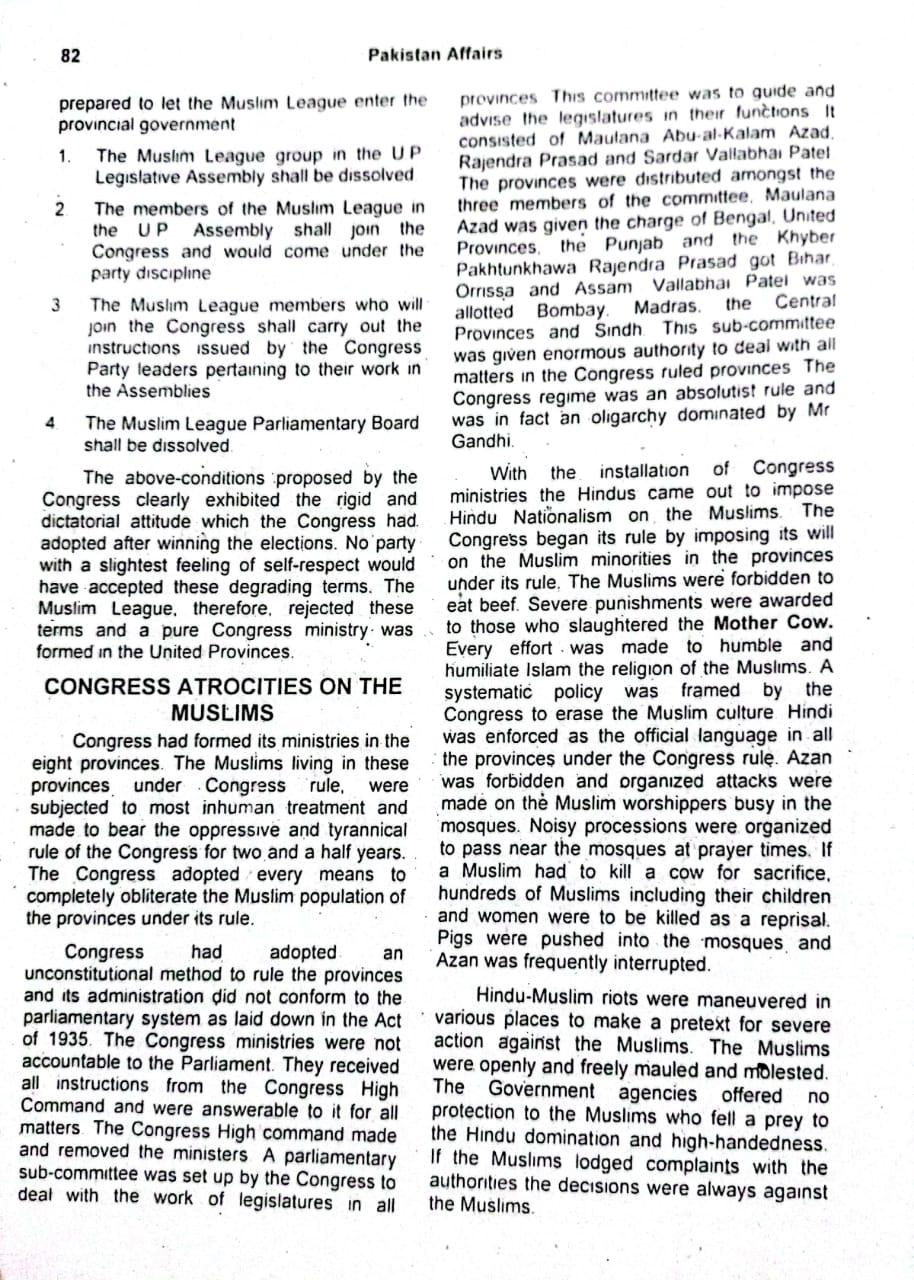 82
Pakistan Affairs
prepared to let the Muslim League enter the
provincial government
1. The Muslim League group in the U P
Legislative Assembly shall be dissolved
2 The members of the Muslim League in
the U P Assembly shall join the
Congress and would come under the
party discipline
3 The Muslim League members who will
join the Congress shall carry out the
instructions issued by the Congress
Party leaders pertaining to their work in
the Assemblies
4 The Muslim League Parliamentary Board
shall be dissolved
The above-conditions proposed by the
Congress clearly exhibited the rigid and
dictatorial attitude which the Congress had
adopted after winning the elections. No party
with a slightest feeling of self-respect would
have accepted these degrading terms. The
Muslim League, therefore, rejected these
terms and a pure Congress ministry was
formed in the United Provinces.
CONGRESS ATROCITIES ON THE
MUSLIMS
Congress had formed its ministries in the
eight provinces. The Muslims living in these
provinces under Congress rule, were
subjected to most inhuman treatment and
made to bear the oppressive and tyrannical
rule of the Congress for two and a half years.
The Congress adopted every means to
completely obliterate the Muslim population of
the provinces under its rule.
Congress had adopted an
unconstitutional method to rule the provinces
and its administration did not conform to the
parliamentary system as laid down in the Act
of 1935. The Congress ministries were not
accountable to the Parliament. They received
all instructions from the Congress High
Command and were answerable to it for all
matters The Congress High command made
and removed the ministers A parliamentary
sub-committee was set up by the Congress to
deal with the work of legislatures in all
provinces This committee was to guide and
advise the legislatures in their functions It
consisted of Maulana Abu-al-Kalam Azad,
Rajendra Prasad and Sardar Vallabhai Patel
The provinces were distributed amongst the
three members of the committee, Maulana
Azad was given the charge of Bengal, United
Provinces, the Punjab and the Khyber
Pakhtunkhawa Rajendra Prasad got Bihar,
Orrissa and Assam Vallabhai Patel was
allotted Bombay, Madras, the Central
Provinces and Sindh This sub-committee
was given enormous authority to deal with all
matters in the Congress ruled provinces The
Congress regime was an absolutist rule and
was in fact an oligarchy dominated by Mr
Gandhi.
With the installation of Congress
ministries the Hindus came out to impose
Hindu Nationalism on the Muslims The
Congress began its rule by imposing its will
on the Muslim minorities in the provinces
under its rule. The Muslims were forbidden to
eat beef. Severe punishments were awarded
to those who slaughtered the Mother Cow.
Every effort was made to humble and
humiliate Islam the religion of the Muslims. A
systematic policy was framed by the
Congress to erase the Muslim culture Hindi
was enforced as the official language in all
the provinces under the Congress rule. Azan
was forbidden and organized attacks were
made on the Muslim worshippers busy in the
mosques. Noisy processions were organized
to pass near the mosques at prayer times. If
a Muslim had to kill a cow for sacrifice,
hundreds of Muslims including their children
and women were to be killed as a reprisal.
Pigs were pushed into the mosques and
Azan was frequently interrupted.
Hindu-Muslim riots were maneuvered in
various places to make a pretext for severe
action against the Muslims. The Muslims
were openly and freely mauled and molested.
The Government agencies offered no
protection to the Muslims who fell a prey to
the Hindu domination and high-handedness.
If the Muslims lodged complaints with the
authorities the decisions were always against
the Muslims.